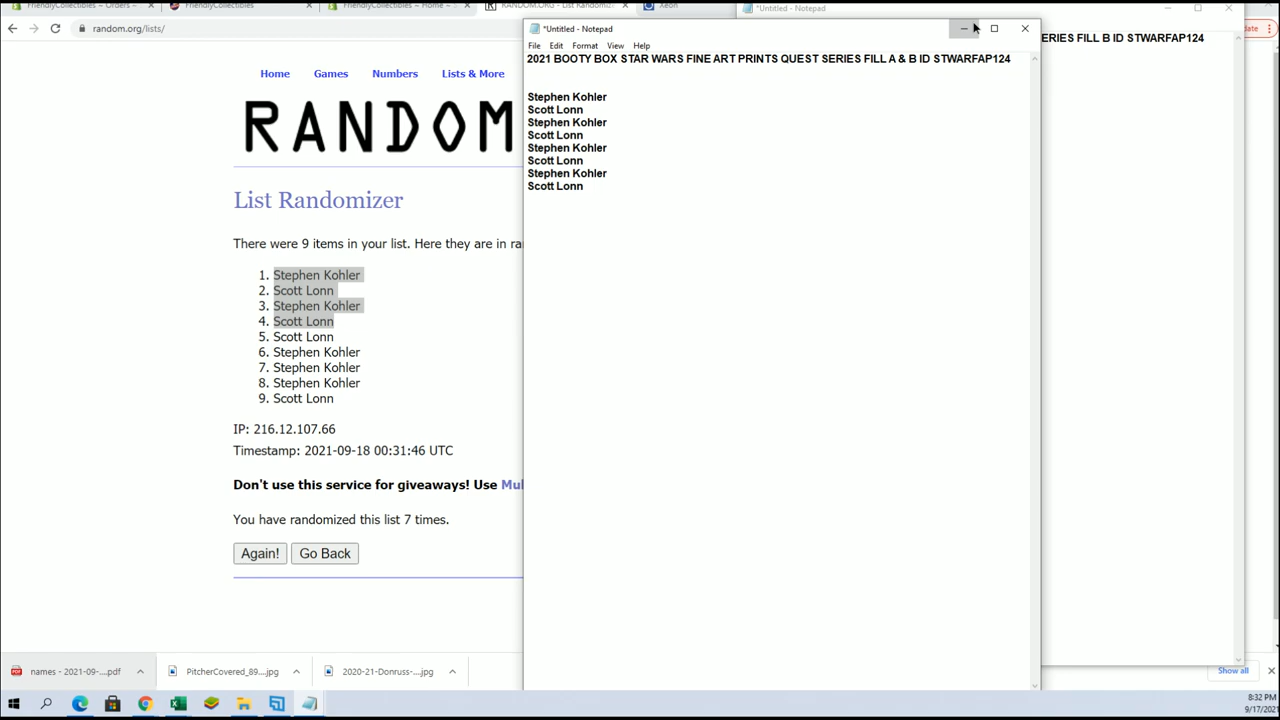 FriendlyCollectibles – Orders –
FriendlyCollectibles
FriendlyCollectibles ~ Home ~ S
RANDOM.ORG - List Randomi
Xeon
*Untitled - Notepad
random.org/lists/
*Untitled - Notepad
File Edit Format View Help
ERIES FILL B ID STWARFAP124
2021 BOOTY BOX STAR WARS FINE ART PRINTS QUEST SERIES FILL A & B ID STWARFAP124
Home Games Numbers Lists & More
Stephen Kohler
Scott Lonn
Stephen Kohler
Scott Lonn
Stephen Kohler
Scott Lonn
Stephen Kohler
Scott Lonn
RANDOM
List Randomizer
There were 9 items in your list. Here they are in ra
1. Stephen Kohler
2. Scott Lonn
3. Stephen Kohler
4. Scott Lonn
5. Scott Lonn
6. Stephen Kohler
7. Stephen Kohler
8. Stephen Kohler
9. Scott Lonn
IP: 216.12.107.66
Timestamp: 2021-09-18 00:31:46 UTC
Don't use this service for giveaways! Use Mul
You have randomized this list 7 times.
Again! Go Back
names - 2021-09-....pdf
PitcherCovered_89....jpg
2020-21-Donruss-....jpg
Show all
8:32 PM
9/17/2021